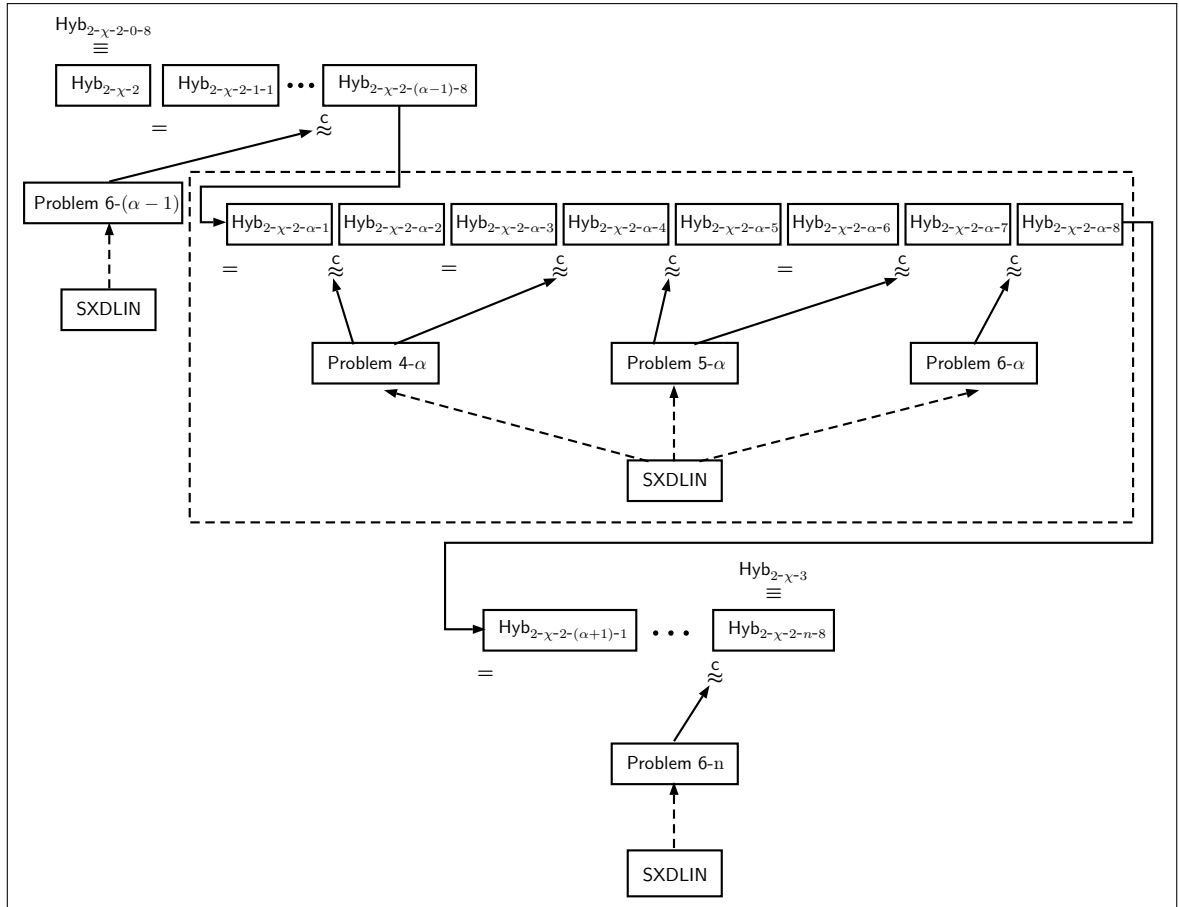 Hyb₂₋χ₋₂₋₀₋₈
≡
Hyb₂₋χ₋₂ Hyb₂₋χ₋₂₋₁₋₁ ••• Hyb₂₋χ₋₂₋₍α₋₁₎₋₈
= c≈
Problem 6-(α − 1)
Hyb₂₋χ₋₂₋α₋₁ Hyb₂₋χ₋₂₋α₋₂ Hyb₂₋χ₋₂₋α₋₃ Hyb₂₋χ₋₂₋α₋₄ Hyb₂₋χ₋₂₋α₋₅ Hyb₂₋χ₋₂₋α₋₆ Hyb₂₋χ₋₂₋α₋₇ Hyb₂₋χ₋₂₋α₋₈
= c≈ = c≈ c≈ = c≈ c≈
SXDLIN
Problem 4-α Problem 5-α Problem 6-α
SXDLIN
Hyb₂₋χ₋₃
≡
Hyb₂₋χ₋₂₋₍α₊₁₎₋₁ ••• Hyb₂₋χ₋₂₋n₋₈
= c≈
Problem 6-n
SXDLIN